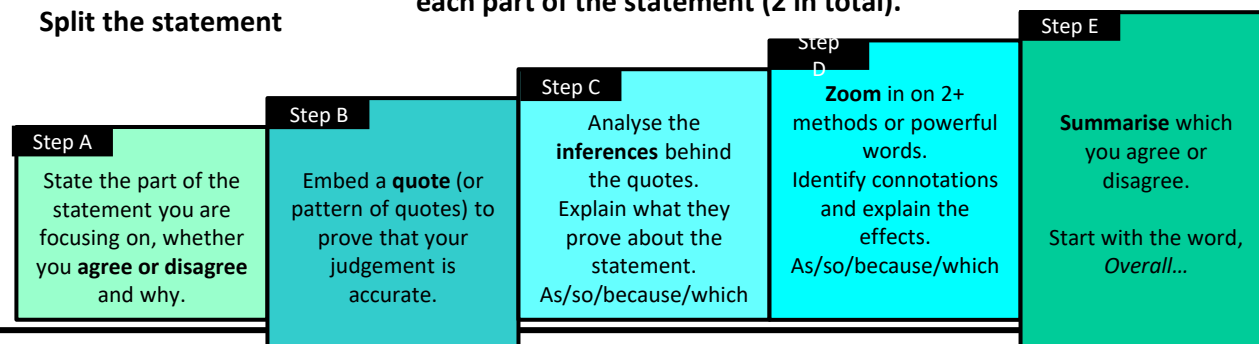 each part of the statement (2 in total).
Split the statement
Step A
State the part of the
statement you are
focusing on, whether
you agree or disagree
and why.
Step B
Embed a quote (or
pattern of quotes) to
prove that your
judgement is
accurate.
Step C
Analyse the
inferences behind
the quotes.
Explain what they
prove about the
statement.
As/so/because/which
Step
D
Zoom in on 2+
methods or powerful
words.
Identify connotations
and explain the
effects.
As/so/because/which
Step E
Summarise which
you agree or
disagree.
Start with the word,
Overall…